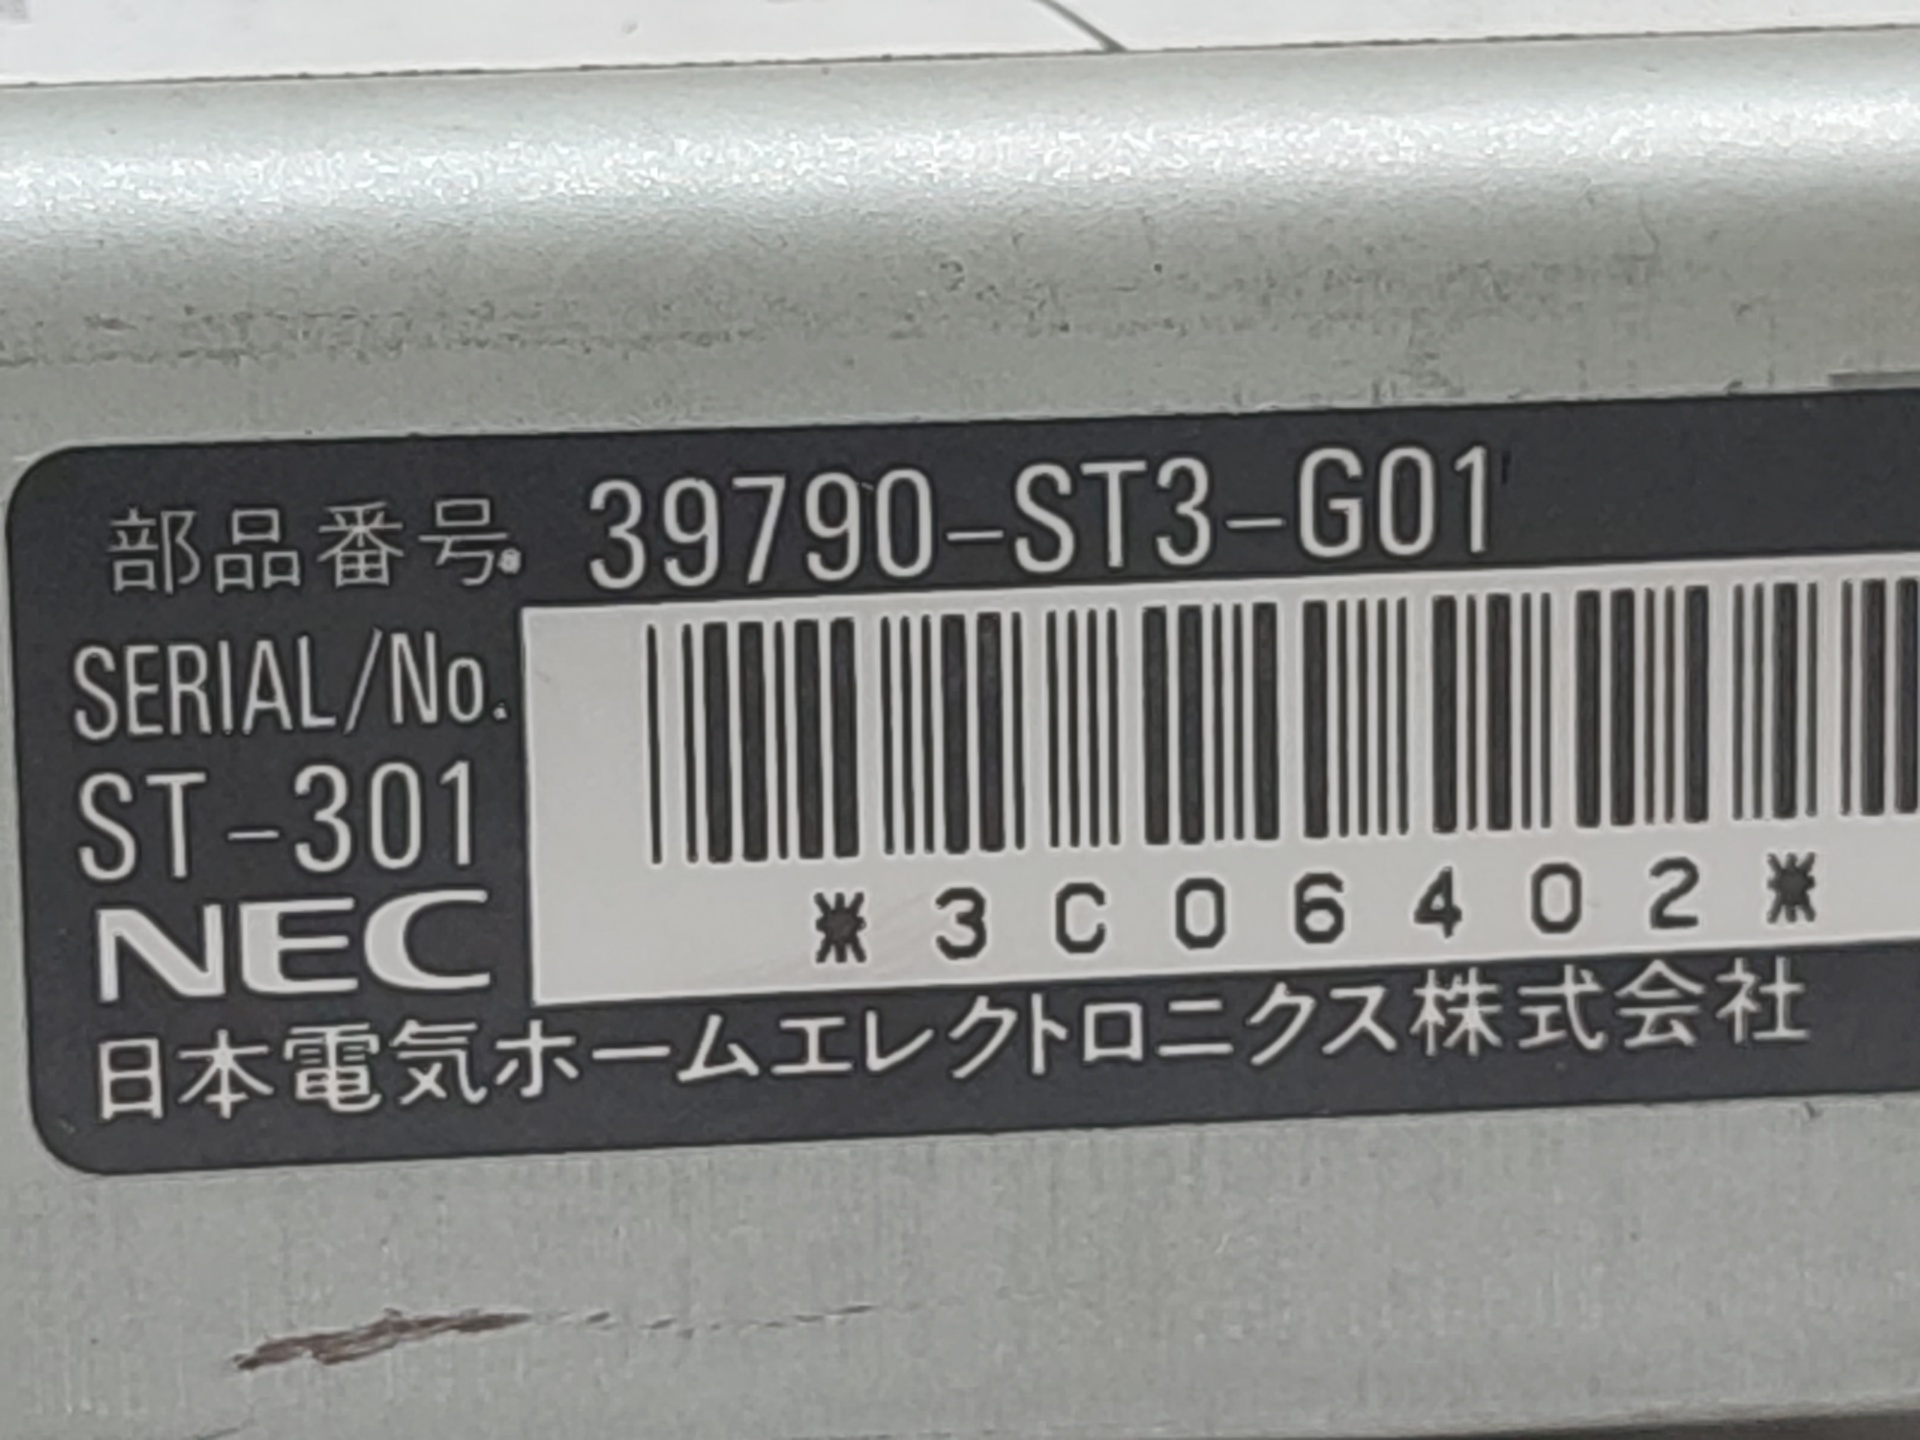 部品番号. 39790-ST3-G01
SERIAL/No.
ST-301
*3C06402*
NEC
日本電気ホームエレクトロニクス株式会社